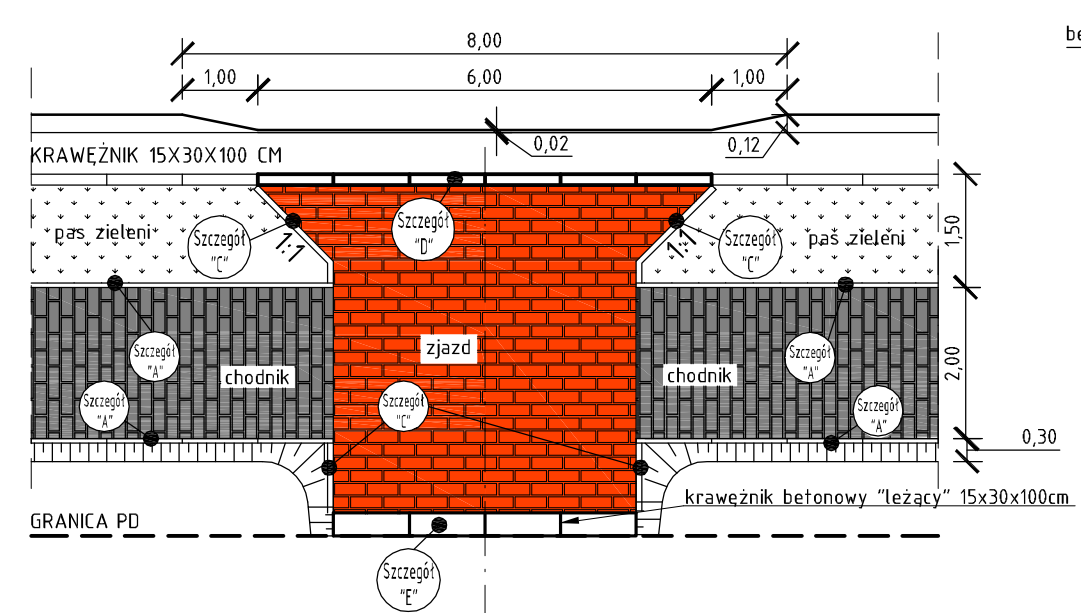 8,00
be
1,00
6,00
1,00
0,02
0,12
KRAWĘŻNIK 15X30X100 CM
pas zieleni
Szczegół
"C"
1:1
Szczegół
"D"
1:1
Szczegół
"C"
pas zieleni
1,50
zjazd
Szczegół
"A"
Szczegół
"A"
chodnik
chodnik
2,00
Szczegół
"A"
Szczegół
"C"
Szczegół
"A"
0,30
krawężnik betonowy "leżący" 15x30x100cm
GRANICA PD
Szczegół
"E"